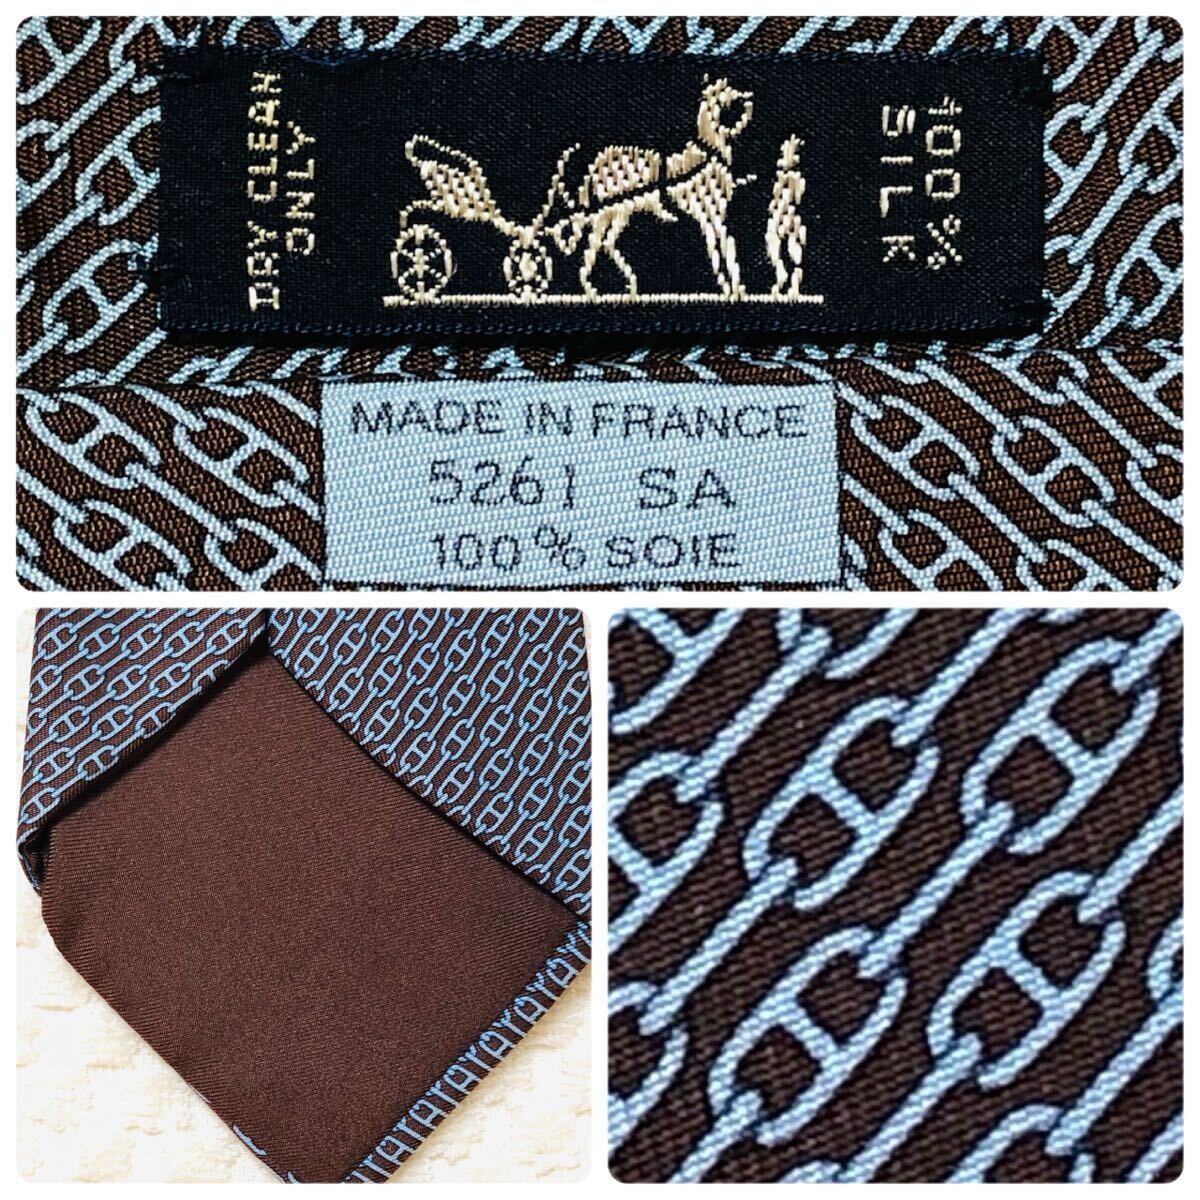 DRY CLEAN
ONLY
100%
SILK
MADE IN FRANCE
5261 SA
100% SOIE